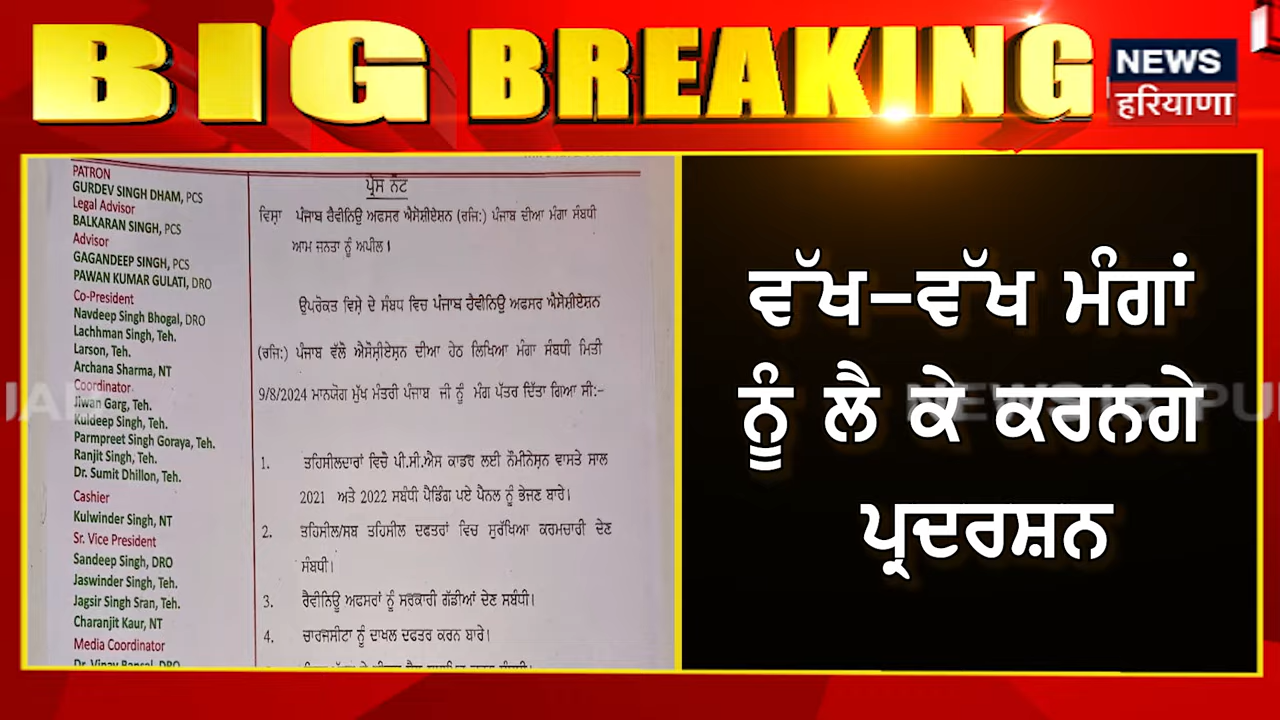 BIG BREAKING
NEWS
हरियाणा
PATRON
GURDEV SINGH DHAM, PCS
Legal Advisor
BALKARAN SINGH, PCS
Advisor
GAGANDEEP SINGH, PCS
PAWAN KUMAR GULATI, DRO
Co-President
Navdeep Singh Bhogal, DRO
Lachhman Singh, Teh.
Larson, Teh.
Archana Sharma, NT
Coordinator
Jiwan Garg, Teh.
Kuldeep Singh, Teh.
Parmpreet Singh Goraya, Teh.
Ranjit Singh, Teh.
Dr. Sumit Dhillon, Teh.
Cashier
Kulwinder Singh, NT
Sr. Vice President
Sandeep Singh, DRO
Jaswinder Singh, Teh.
Jagsir Singh Sran, Teh.
Charanjit Kaur, NT
Media Coordinator
Dr. Vinay Bansal, DRO
ਪ੍ਰੈਸ ਨੋਟ
ਵਿਸ਼ਾ ਪੰਜਾਬ ਰੈਵੀਨਿਊ ਅਫਸਰ ਐਸੋਸ਼ੀਏਸ਼ਨ (ਰਜਿ:) ਪੰਜਾਬ ਦੀਆ ਮੰਗਾ ਸੰਬਧੀ
ਆਮ ਜਨਤਾ ਨੂੰ ਅਪੀਲ।
ਉਪਰੋਕਤ ਵਿਸ਼ੇ ਦੇ ਸੰਬਧ ਵਿਚ ਪੰਜਾਬ ਰੈਵੀਨਿਊ ਅਫਸਰ ਐਸੋਸ਼ੀਏਸ਼ਨ
(ਰਜਿ:) ਪੰਜਾਬ ਵੱਲੋ ਐਸੋਸ਼ੀਏਸ਼ਨ ਦੀਆ ਹੇਠ ਲਿਖਿਆ ਮੰਗਾ ਸੰਬਧੀ ਮਿਤੀ
9/8/2024 ਮਾਨਯੋਗ ਮੁੱਖ ਮੰਤਰੀ ਪੰਜਾਬ ਜੀ ਨੂੰ ਮੰਗ ਪੱਤਰ ਦਿੱਤਾ ਗਿਆ ਸੀ:-
1. ਤਹਿਸੀਲਦਾਰਾਂ ਵਿਚੋ ਪੀ.ਸੀ.ਐਸ ਕਾਡਰ ਲਈ ਨੌਮੀਨੇਸ਼ਨ ਵਾਸਤੇ ਸਾਲ
2021 ਅਤੇ 2022 ਸਬੰਧੀ ਪੈਡਿੰਗ ਪਏ ਪੈਨਲ ਨੂੰ ਭੇਜਣ ਬਾਰੇ।
2. ਤਹਿਸੀਲ/ਸਬ ਤਹਿਸੀਲ ਦਫਤਰਾਂ ਵਿਚ ਸੁਰੱਖਿਆ ਕਰਮਚਾਰੀ ਦੇਣ
ਸੰਬੰਧੀ।
3. ਰੈਵੀਨਿਊ ਅਫਸਰਾਂ ਨੂੰ ਸਰਕਾਰੀ ਗੱਡੀਆਂ ਦੇਣ ਸਬੰਧੀ।
4. ਚਾਰਜਸੀਟਾ ਨੂੰ ਦਾਖਲ ਦਫਤਰ ਕਰਨ ਬਾਰੇ।
ਵੱਖ-ਵੱਖ ਮੰਗਾਂ
ਨੂੰ ਲੈ ਕੇ ਕਰਨਗੇ
ਪ੍ਰਦਰਸ਼ਨ